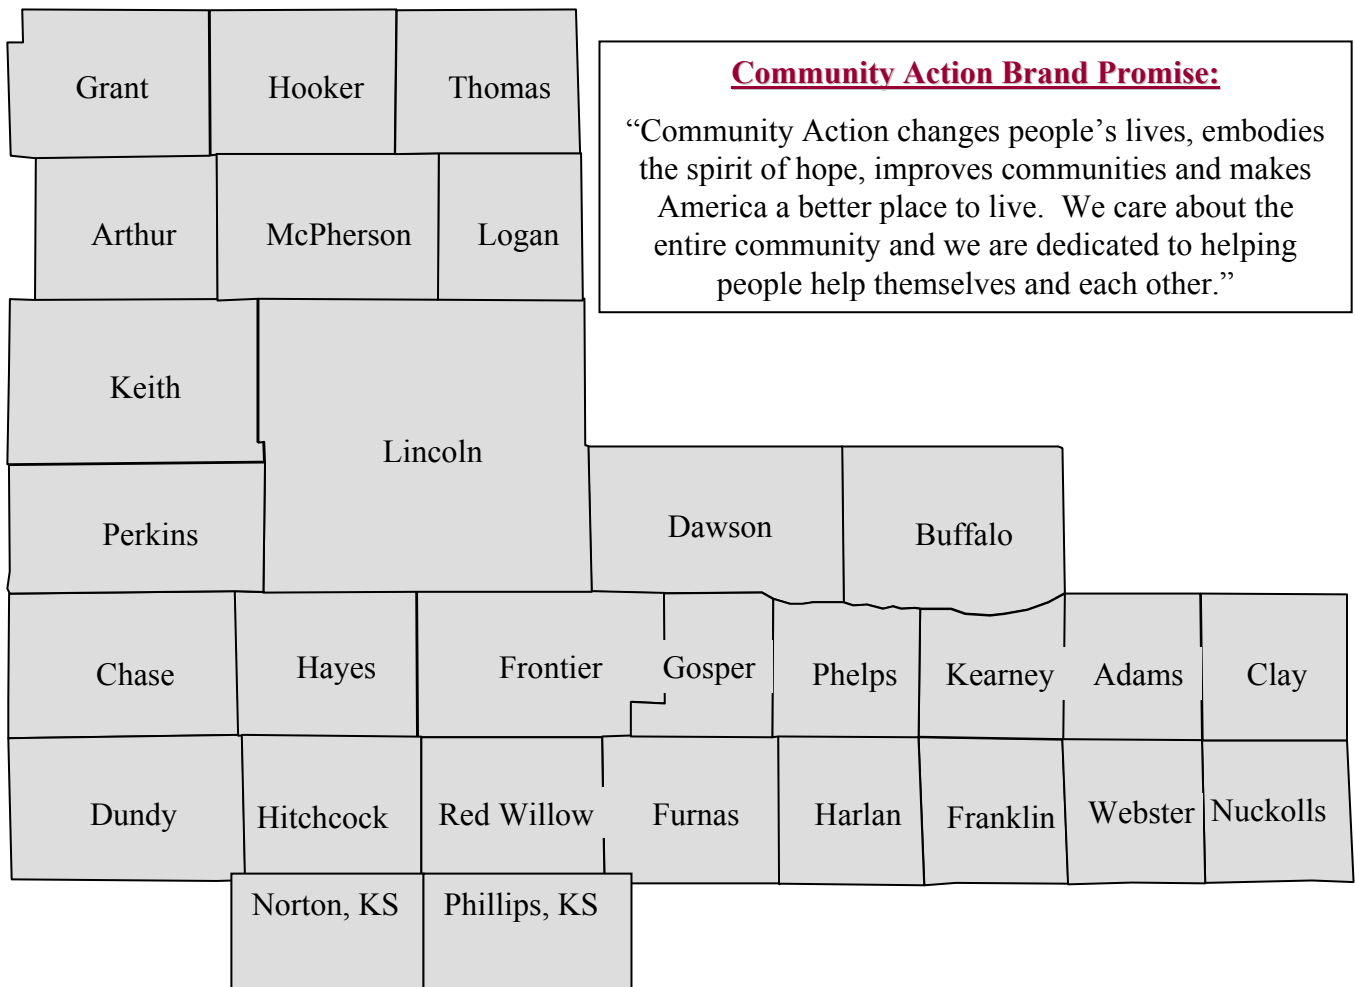 Grant Hooker Thomas
Community Action Brand Promise:
“Community Action changes people’s lives, embodies
the spirit of hope, improves communities and makes
America a better place to live.  We care about the
entire community and we are dedicated to helping
people help themselves and each other.”
Arthur McPherson Logan
Keith
Lincoln
Perkins
Dawson Buffalo
Chase Hayes Frontier Gosper Phelps Kearney Adams Clay
Dundy Hitchcock Red Willow Furnas Harlan Franklin Webster Nuckolls
Norton, KS Phillips, KS